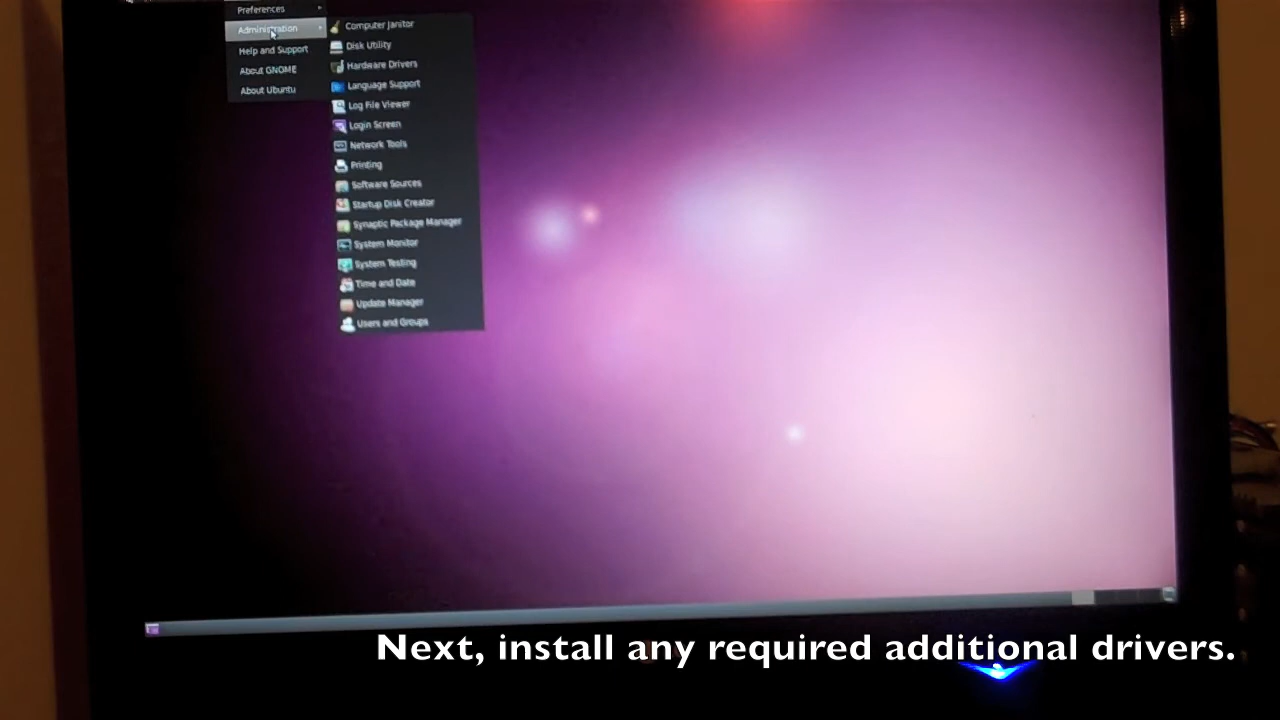 Preferences
Administration
Help and Support
About GNOME
About Ubuntu
Computer Janitor
Disk Utility
Hardware Drivers
Language Support
Log File Viewer
Login Screen
Network Tools
Printing
Software Sources
Startup Disk Creator
Synaptic Package Manager
System Monitor
System Testing
Time and Date
Update Manager
Users and Groups
Next, install any required additional drivers.